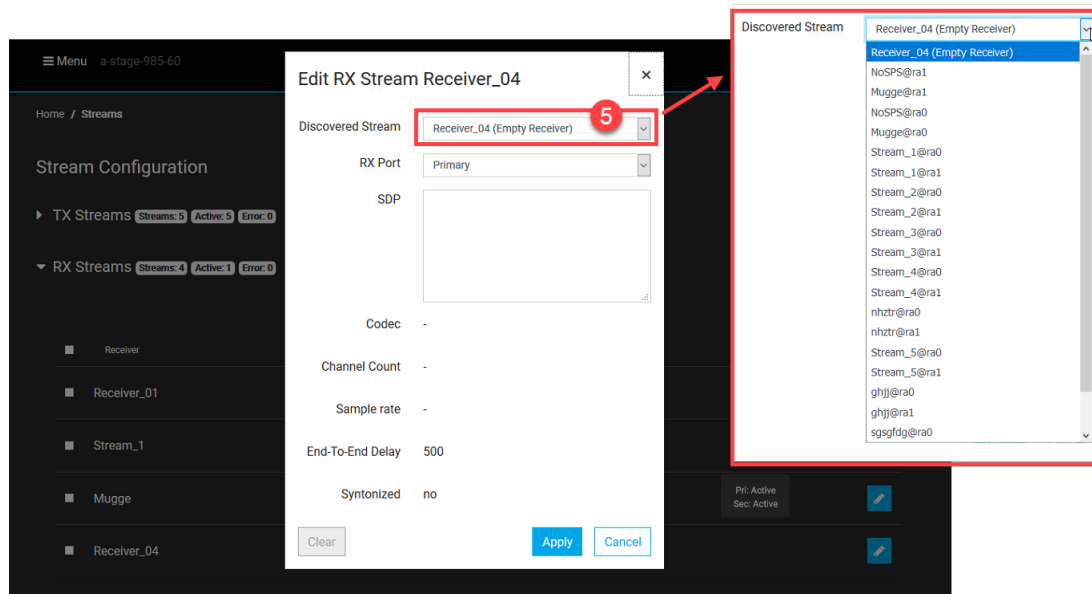 Menu a-stage-985-60
Home / Streams
Stream Configuration
TX Streams Streams: 5 Active: 5 Error: 0
RX Streams Streams: 4 Active: 1 Error: 0
Receiver
Receiver_01
Stream_1
Mugge
Pri: Active
Sec: Active
Receiver_04
Edit RX Stream Receiver_04
×
Discovered Stream Receiver_04 (Empty Receiver)
5
RX Port Primary
SDP
Codec -
Channel Count -
Sample rate -
End-To-End Delay 500
Syntonized no
Clear Apply Cancel
Discovered Stream Receiver_04 (Empty Receiver)
Receiver_04 (Empty Receiver)
NoSPS@ra1
Mugge@ra1
NoSPS@ra0
Mugge@ra0
Stream_1@ra0
Stream_1@ra1
Stream_2@ra0
Stream_2@ra1
Stream_3@ra0
Stream_3@ra1
Stream_4@ra0
Stream_4@ra1
nhztr@ra0
nhztr@ra1
Stream_5@ra0
Stream_5@ra1
ghjj@ra0
ghjj@ra1
sgsgfdg@ra0